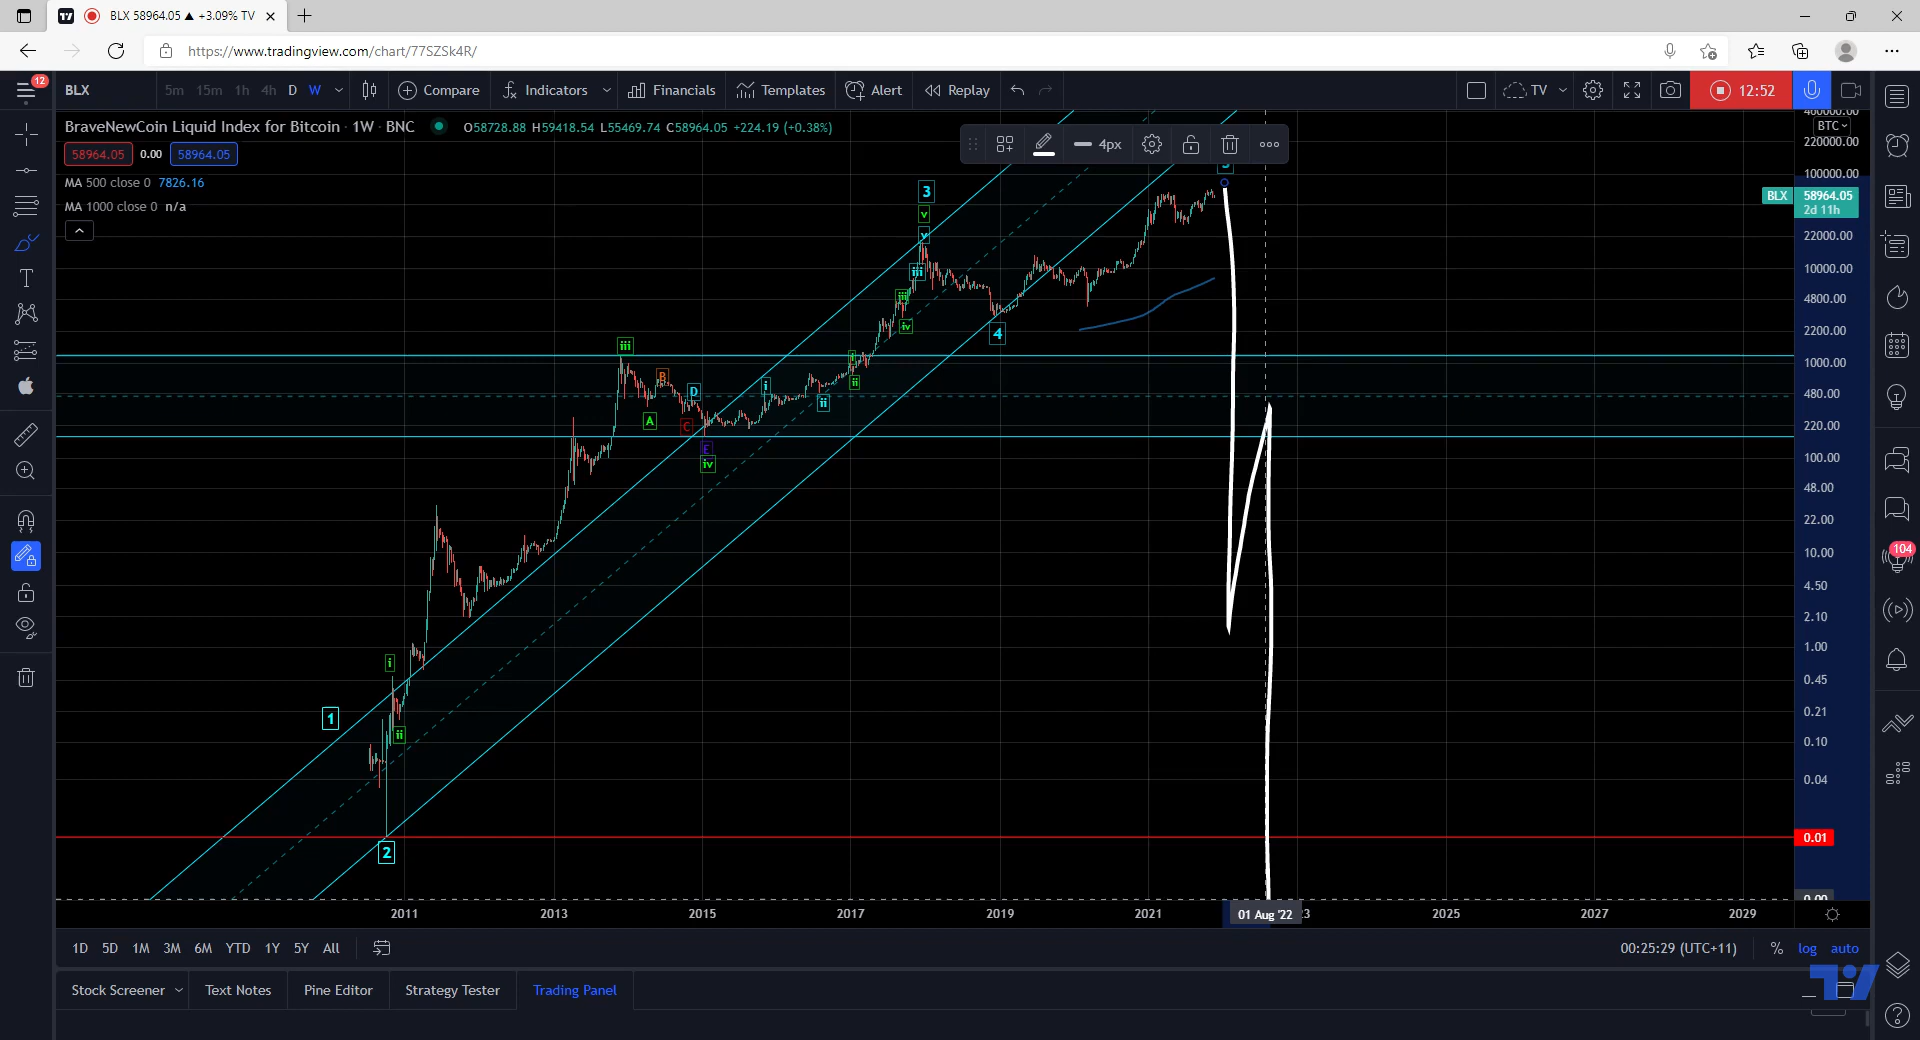 BLX 58964.05 ▲ +3.09% TV
https://www.tradingview.com/chart/77SZSk4R/
12
BLX
5m 15m 1h 4h D W
Compare
Indicators
Financials
Templates
Alert
Replay
TV
12:52
BraveNewCoin Liquid Index for Bitcoin · 1W · BNC
O58728.88 H59418.54 L55469.74 C58964.05 +224.19 (+0.38%)
58964.05 0.00 58964.05
MA 500 close 0 7826.16
MA 1000 close 0 n/a
4px
BTC
220000.00
100000.00
BLX 58964.05
2d 11h
22000.00
10000.00
4800.00
2200.00
1000.00
480.00
220.00
100.00
48.00
22.00
10.00
4.50
2.10
1.00
0.45
0.21
0.10
0.04
0.01
3
v
v
iii
iii
iv
4
iii
B
D
A
C
E
iv
i
ii
i
ii
i
1
ii
2
104
2011 2013 2015 2017 2019 2021 01 Aug '22 2025 2027 2029
1D 5D 1M 3M 6M YTD 1Y 5Y All
00:25:29 (UTC+11) % log auto
Stock Screener Text Notes Pine Editor Strategy Tester Trading Panel